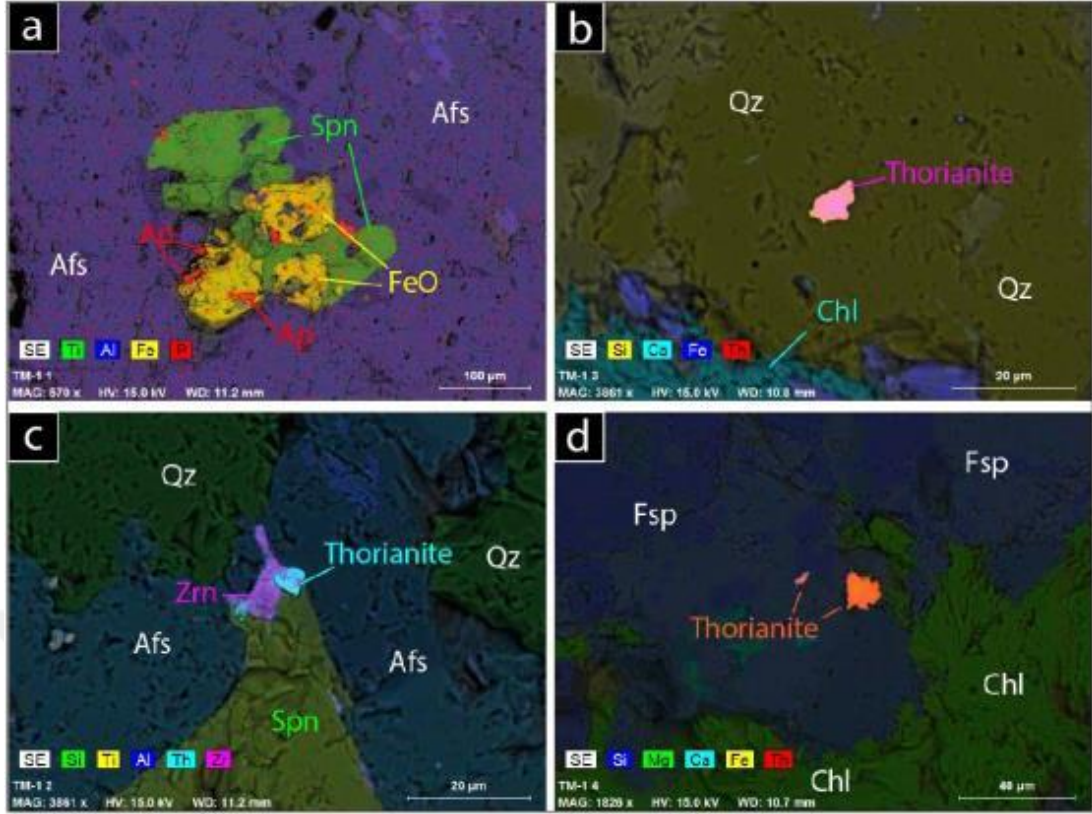 a
Spn
Afs
Ap
Afs
FeO
Ap
SE Ti Al Fe P
TM-1 1
MAG: 570 x HV: 15.0 kV WD: 11.2 mm
100 µm
b
Qz
Thorianite
Qz
Chl
SE Si Ca Fe Th
TM-1 3
MAG: 3861 x HV: 15.0 kV WD: 10.8 mm
20 µm
c
Qz
Thorianite
Qz
Zrn
Afs
Afs
Spn
SE Si Ti Al Th Zr
TM-1 2
MAG: 3861 x HV: 15.0 kV WD: 11.2 mm
20 µm
d
Fsp
Fsp
Thorianite
Chl
Chl
SE Si Mg Ca Fe Th
TM-1 4
MAG: 1826 x HV: 15.0 kV WD: 10.7 mm
40 µm